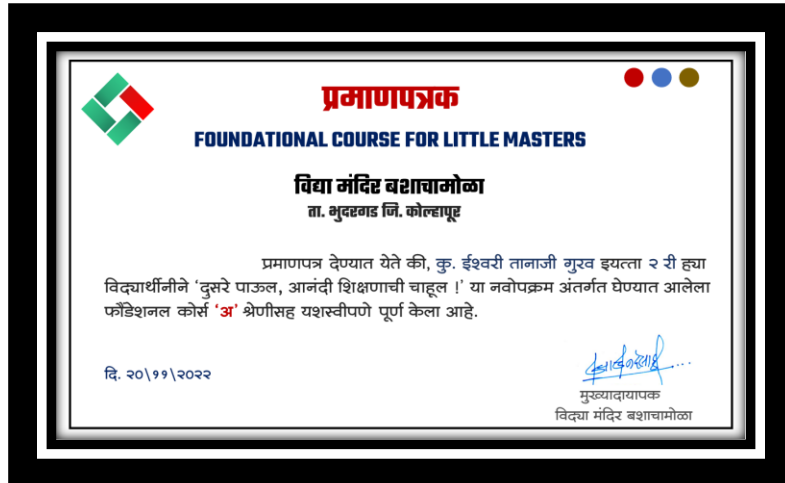 प्रमाणपत्रक
FOUNDATIONAL COURSE FOR LITTLE MASTERS
विद्या मंदिर बशाचामोळा
ता. भुदरगड जि. कोल्हापूर
प्रमाणपत्र देण्यात येते की, कु. ईश्वरी तानाजी गुरव इयत्ता २ री ह्या
विद्यार्थीनीने ‘दुसरे पाऊल, आनंदी शिक्षणाची चाहूल !’ या नवोपक्रम अंतर्गत घेण्यात आलेला
फौंडेशनल कोर्स ‘अ’ श्रेणीसह यशस्वीपणे पूर्ण केला आहे.
दि. २०\११\२०२२
मुख्यादायापक
विद्या मंदिर बशाचामोळा